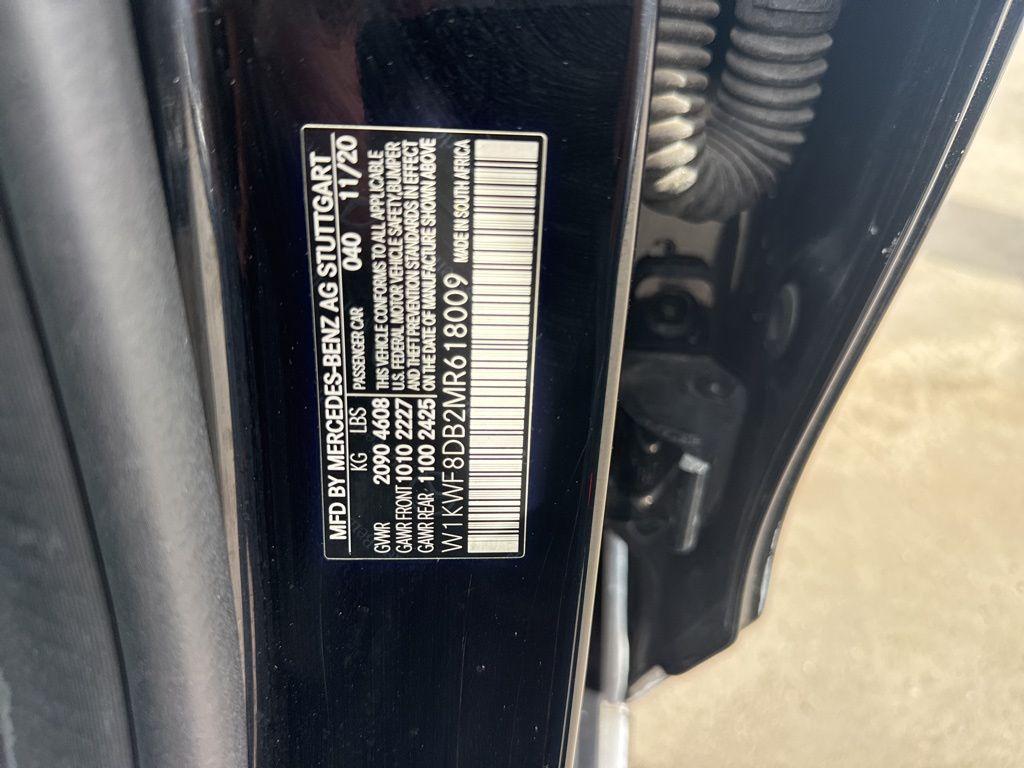 MFD BY MERCEDES-BENZ AG STUTTGART
KG LBS PASSENGER CAR 040 11/20
GVWR 2090 4608 THIS VEHICLE CONFORMS TO ALL APPLICABLE
GAWR FRONT 1010 2227 U.S. FEDERAL MOTOR VEHICLE SAFETY,BUMPER
AND THEFT PREVENTION STANDARDS IN EFFECT
GAWR REAR 1100 2425 ON THE DATE OF MANUFACTURE SHOWN ABOVE
W1KWF8DB2MR618009 MADE IN SOUTH AFRICA